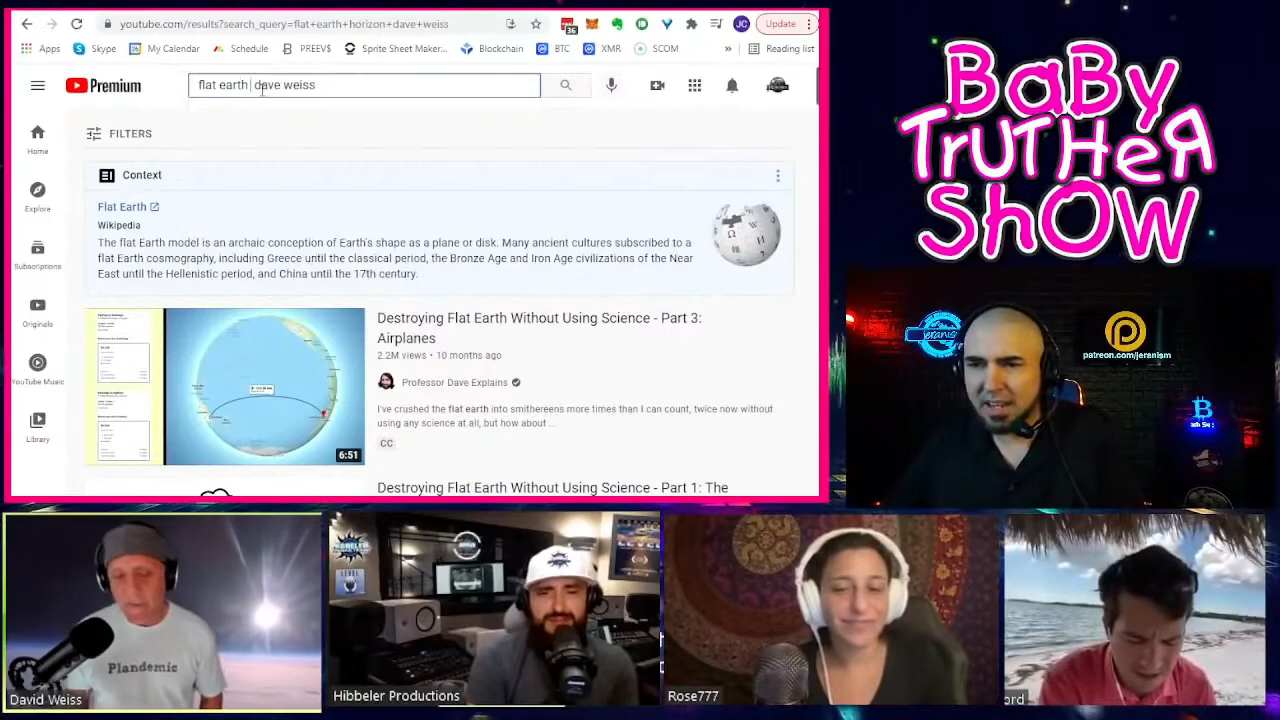 youtube.com/results?search_query=flat+earth+horizon+dave+weiss
36
JC
Update
Apps
Skype
My Calendar
Schedule
PREEV$
Sprite Sheet Maker...
Blockchain
BTC
XMR
SCOM
»
Reading list
Premium
flat earth dave weiss
FILTERS
Home
Explore
Subscriptions
Originals
YouTube Music
Library
Context
Flat Earth
Wikipedia
The flat Earth model is an archaic conception of Earth's shape as a plane or disk. Many ancient cultures subscribed to a
flat Earth cosmography, including Greece until the classical period, the Bronze Age and Iron Age civilizations of the Near
East until the Hellenistic period, and China until the 17th century.
Destroying Flat Earth Without Using Science - Part 3:
Airplanes
2.2M views • 10 months ago
Professor Dave Explains
I've crushed the flat earth into smithereens more times than I can count, twice now without
using any science at all, but how about ...
CC
6:51
Destroying Flat Earth Without Using Science - Part 1: The
BaBy
TruTHeЯ
ShOW
jeranism
patreon.com/jeranism
Plandemic
David Weiss
Hibbeler Productions
Rose777
ord